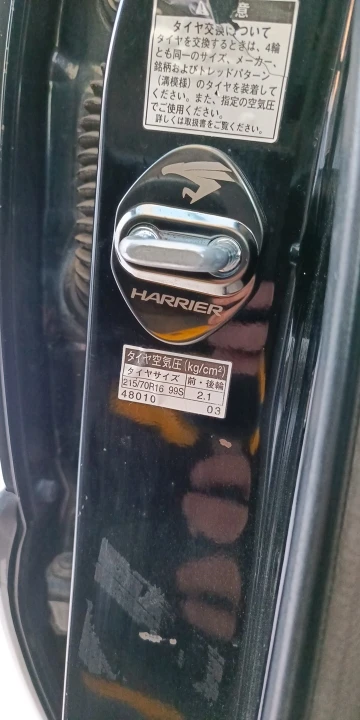 注意
タイヤ交換について
タイヤを交換するときは、4輪
とも同一のサイズ、メーカー、
銘柄およびトレッドパターン
(溝模様)のタイヤを装着して
ください。また、指定の空気圧
でご使用ください。
詳しくは取扱書をご覧ください。
HARRIER
タイヤ空気圧(kg/cm²)
タイヤサイズ 前・後輪
215/70R16 99S 2.1
48010 03